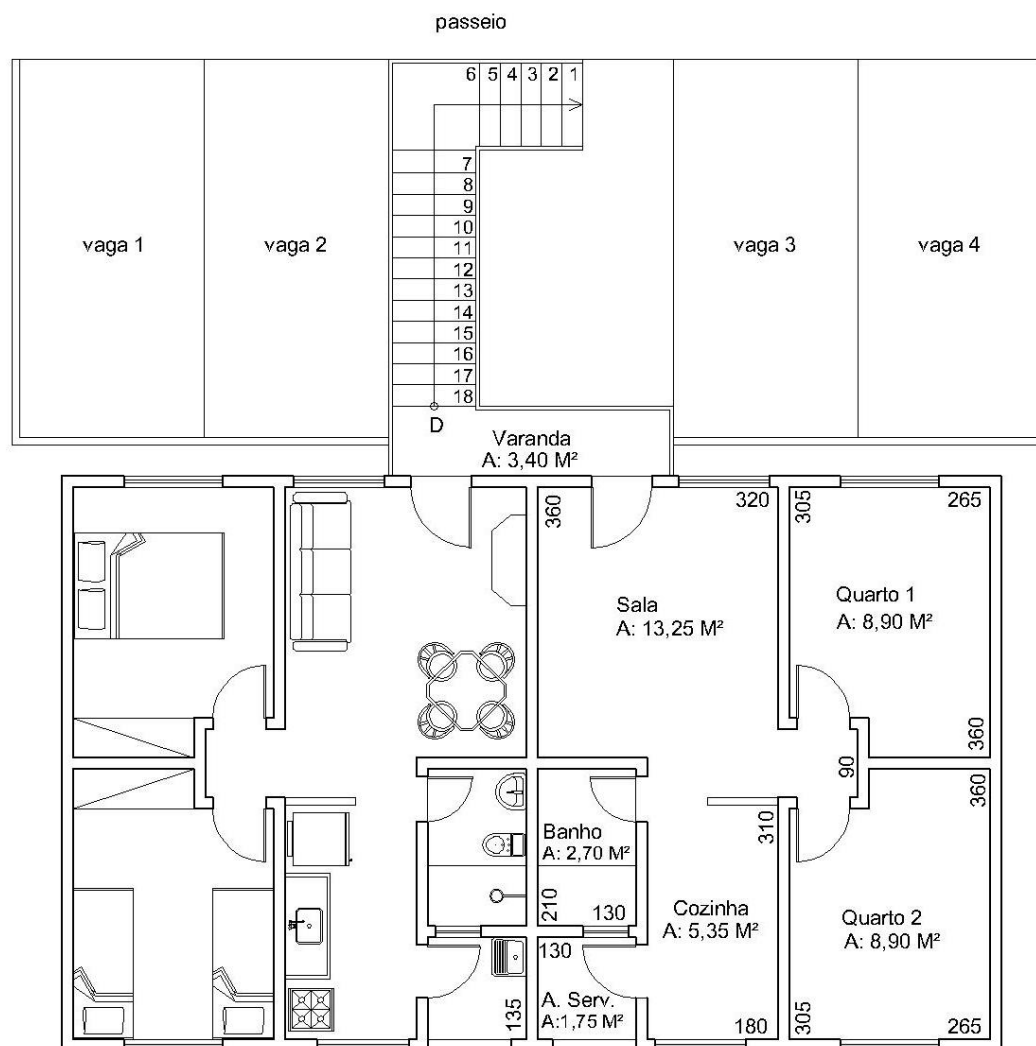 passeio
6 5 4 3 2 1
7
8
9
10
11
12
13
14
15
16
17
18
D
vaga 1
vaga 2
vaga 3
vaga 4
Varanda
A: 3,40 M²
360
320
305
265
Sala
A: 13,25 M²
Quarto 1
A: 8,90 M²
360
90
360
310
Banho
A: 2,70 M²
210
130
Cozinha
A: 5,35 M²
Quarto 2
A: 8,90 M²
130
135
A. Serv.
A:1,75 M²
180
305
265